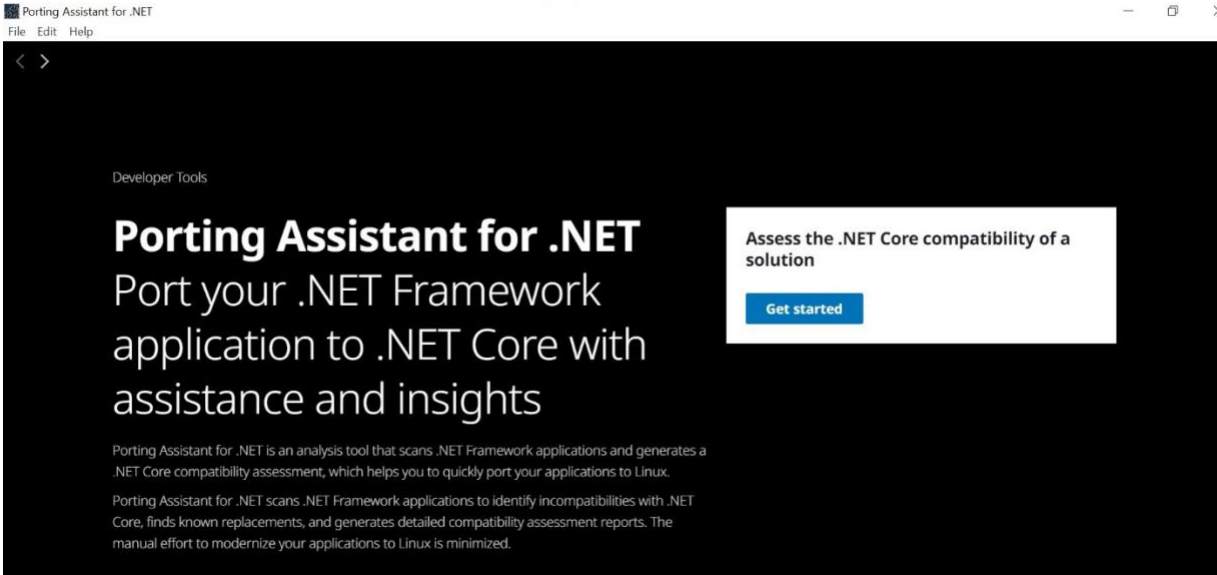 Porting Assistant for .NET
File Edit Help
Developer Tools
Porting Assistant for .NET
Port your .NET Framework
application to .NET Core with
assistance and insights
Porting Assistant for .NET is an analysis tool that scans .NET Framework applications and generates a
.NET Core compatibility assessment, which helps you to quickly port your applications to Linux.
Porting Assistant for .NET scans .NET Framework applications to identify incompatibilities with .NET
Core, finds known replacements, and generates detailed compatibility assessment reports. The
manual effort to modernize your applications to Linux is minimized.
Assess the .NET Core compatibility of a
solution
Get started